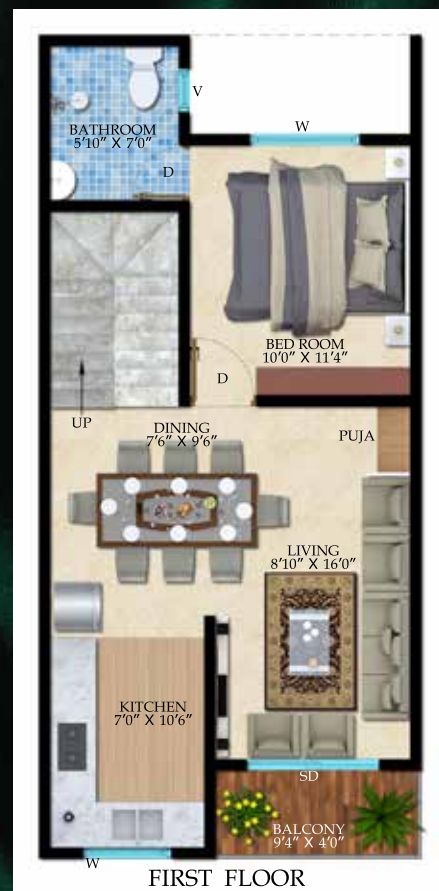 V
W
BATHROOM
5'10" X 7'0"
D
BED ROOM
10'0" X 11'4"
D
UP
DINING
7'6" X 9'6"
PUJA
LIVING
8'10" X 16'0"
KITCHEN
7'0" X 10'6"
SD
BALCONY
9'4" X 4'0"
W
FIRST FLOOR